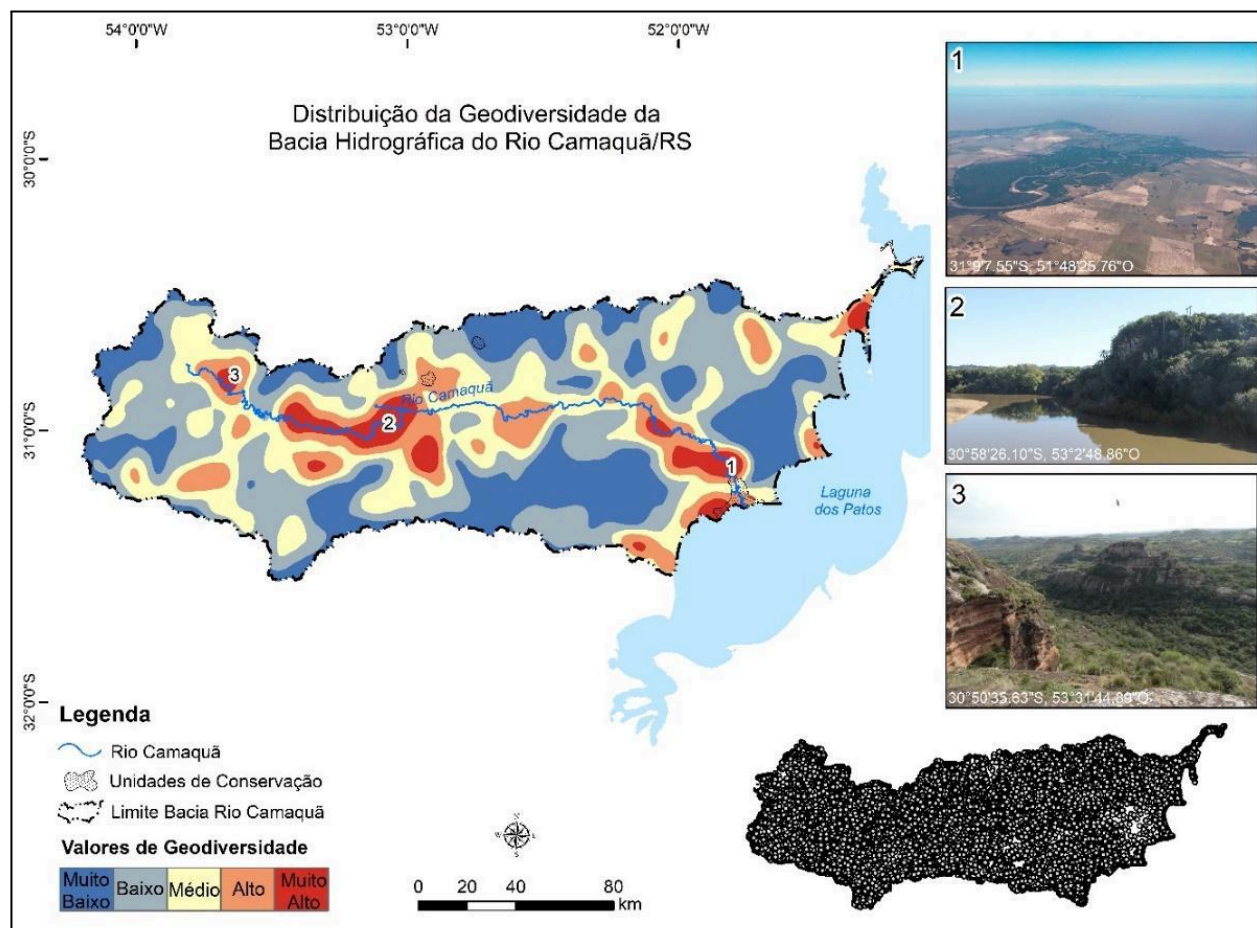 54°0'0"W
53°0'0"W
52°0'0"W
Distribuição da Geodiversidade da
Bacia Hidrográfica do Rio Camaquã/RS
30°0'0"S
31°0'0"S
32°0'0"S
3
2
1
Rio Camaquã
Laguna
dos Patos
1
31°9'7.55"S, 51°48'25.76"O
2
30°58'26.10"S, 53°2'48.86"O
3
30°50'35.63"S, 53°31'44.89"O
Legenda
Rio Camaquã
Unidades de Conservação
Limite Bacia Rio Camaquã
Valores de Geodiversidade
Muito Baixo
Baixo
Médio
Alto
Muito Alto
N
W
E
S
0 20 40 80
km